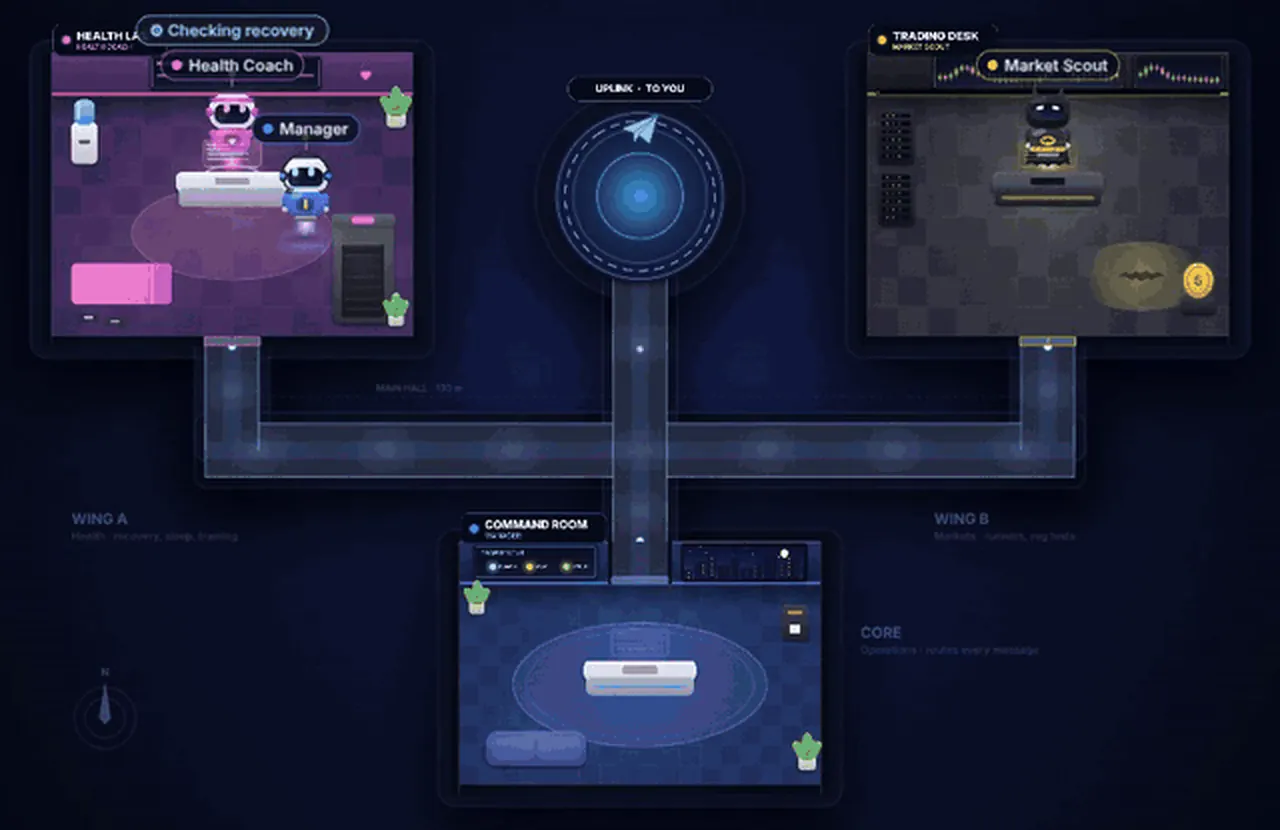 Checking recovery
HEALTH LA
Health Coach
Manager
UPLINK · TO YOU
TRADING DESK
MARKET SCOUT
Market Scout
$
MAIN HALL
WING A
Health · recovery, sleep, training
WING B
COMMAND ROOM
MANAGER
CORE
Operations · routes every message
N